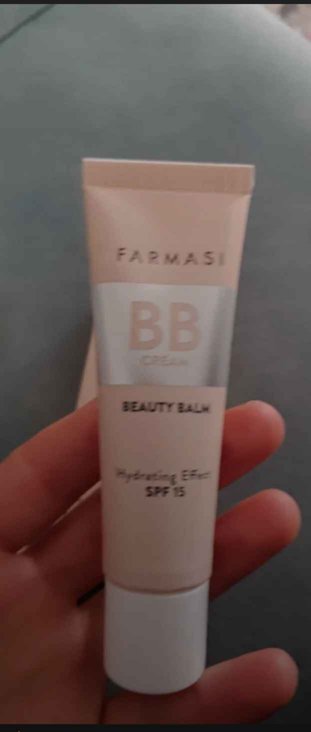 FARMASI
BB
CREAM
BEAUTY BALM
Hydrating Effect
SPF 15